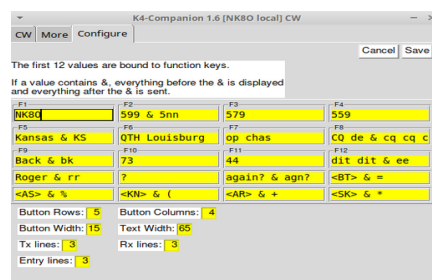 K4-Companion 1.6 [NK8O local] CW
CW More Configure
Cancel Save
The first 12 values are bound to function keys.
If a value contains &, everything before the & is displayed
and everything after the & is sent.
F1 F2 F3 F4
NK8O 599 & 5nn 579 559
F5 F6 F7 F8
Kansas & KS QTH Louisburg op chas CQ de & cq cq c
F9 F10 F11 F12
Back & bk 73 44 dit dit & ee
Roger & rr ? again? & agn? <BT> & =
<AS> & % <KN> & ( <AR> & + <SK> & *
Button Rows: 5 Button Columns: 4
Button Width: 15 Text Width: 65
Tx lines: 3 Rx lines: 3
Entry lines: 3